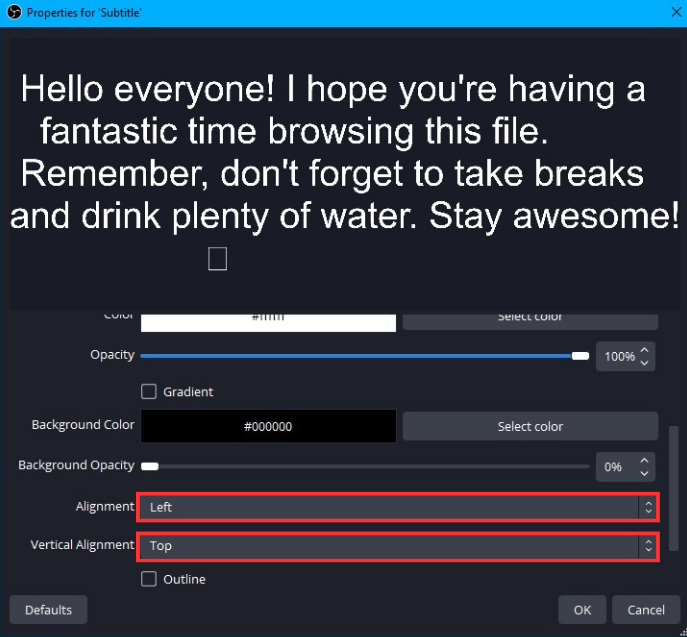 Properties for 'Subtitle'
Hello everyone! I hope you're having a
fantastic time browsing this file.
Remember, don't forget to take breaks
and drink plenty of water. Stay awesome!
Color #ffffff Select color
Opacity 100%
Gradient
Background Color #000000 Select color
Background Opacity 0%
Alignment Left
Vertical Alignment Top
Outline
Defaults OK Cancel